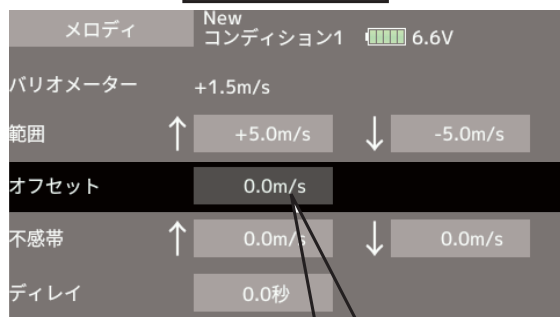 メロディ
New
コンディション1 6.6V
バリオメーター +1.5m/s
範囲 ↑ +5.0m/s ↓ -5.0m/s
オフセット 0.0m/s
不感帯 ↑ 0.0m/s ↓ 0.0m/s
ディレイ 0.0秒